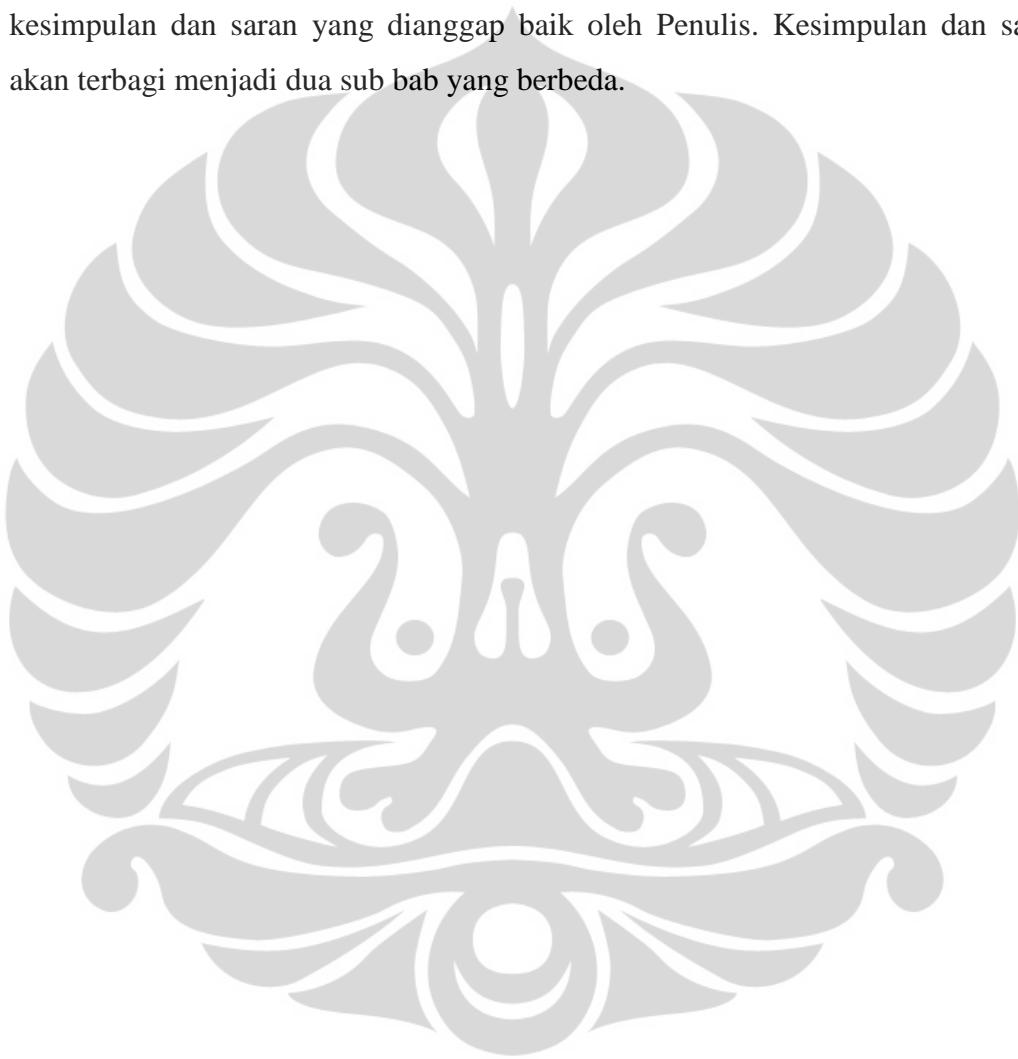 kesimpulan dan saran yang dianggap baik oleh Penulis. Kesimpulan dan sa
akan terbagi menjadi dua sub bab yang berbeda.